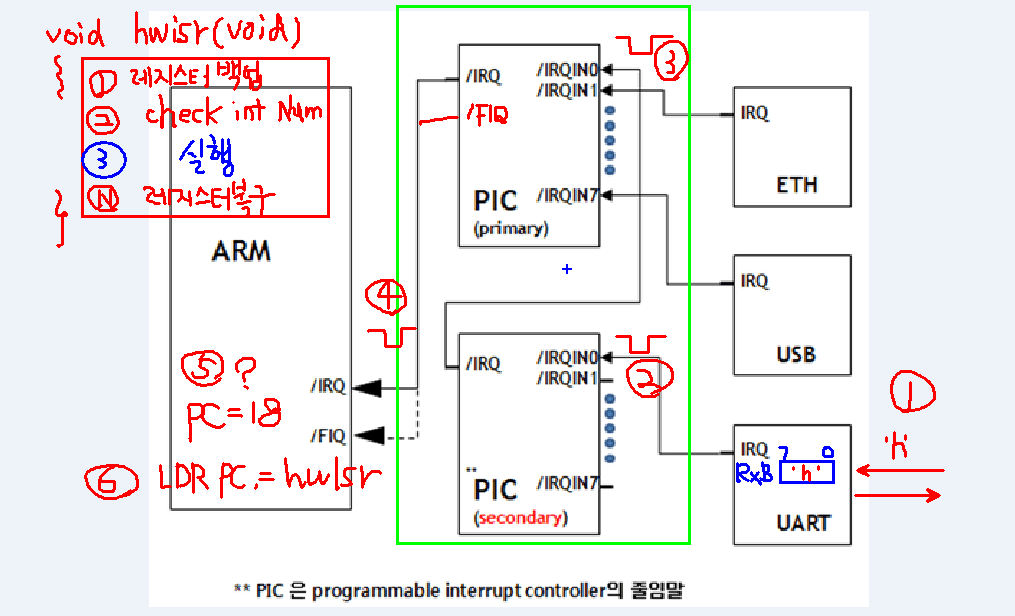 void hwisr(void)
{
① 레지스터 백업
② check int Num
③ 실행
Ⓝ 레지스터복구
}
ARM
⑤ ?
PC=18
⑥ LDR PC,=hwisr
/IRQ
/FIQ
④
/IRQ
/FIQ
/IRQIN0
/IRQIN1
/IRQIN7
PIC
(primary)
③
/IRQ
/IRQIN0
/IRQIN1
/IRQIN7
..
PIC
(secondary)
②
IRQ
ETH
IRQ
USB
①
'h'
IRQ
7 0
RxB 'h'
UART
** PIC 은 programmable interrupt controller의 줄임말